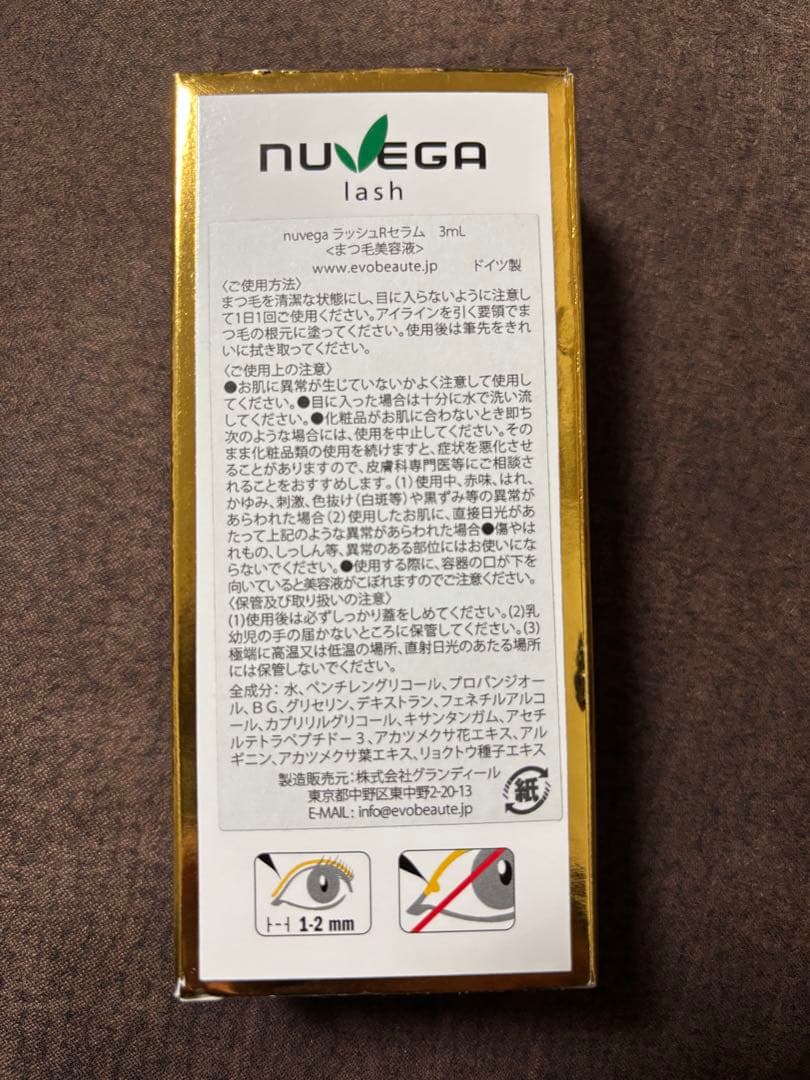 nuvega
lash
nuvega ラッシュRセラム 3mL
<まつ毛美容液>
www.evobeaute.jp ドイツ製
〈ご使用方法〉
まつ毛を清潔な状態にし、目に入らないように注意し
て1日1回ご使用ください。アイラインを引く要領でま
つ毛の根元に塗ってください。使用後は筆先をきれ
いに拭き取ってください。
〈ご使用上の注意〉
●お肌に異常が生じていないかよく注意して使用し
てください。●目に入った場合は十分に水で洗い流
してください。●化粧品がお肌に合わないとき即ち
次のような場合には、使用を中止してください。その
まま化粧品類の使用を続けますと、症状を悪化させ
ることがありますので、皮膚科専門医等にご相談さ
れることをおすすめします。(1)使用中、赤味、はれ、
かゆみ、刺激、色抜け(白斑等)や黒ずみ等の異常が
あらわれた場合(2)使用したお肌に、直接日光があ
たって上記のような異常があらわれた場合●傷やは
れもの、しっしん等、異常のある部位にはお使いにな
らないでください。●使用する際に、容器の口が下を
向いていると美容液がこぼれますのでご注意ください。
〈保管及び取り扱いの注意〉
(1)使用後は必ずしっかり蓋をしめてください。(2)乳
幼児の手の届かないところに保管してください。(3)
極端に高温又は低温の場所、直射日光のあたる場所
には保管しないでください。
全成分：水、ペンチレングリコール、プロパンジオー
ル、BG、グリセリン、デキストラン、フェネチルアルコ
ール、カプリリルグリコール、キサンタンガム、アセチ
ルテトラペプチドー3、アカツメクサ花エキス、アル
ギニン、アカツメクサ葉エキス、リョクトウ種子エキス
製造販売元：株式会社グランディール
東京都中野区東中野2-20-13
E-MAIL：info@evobeaute.jp
紙
1-2 mm